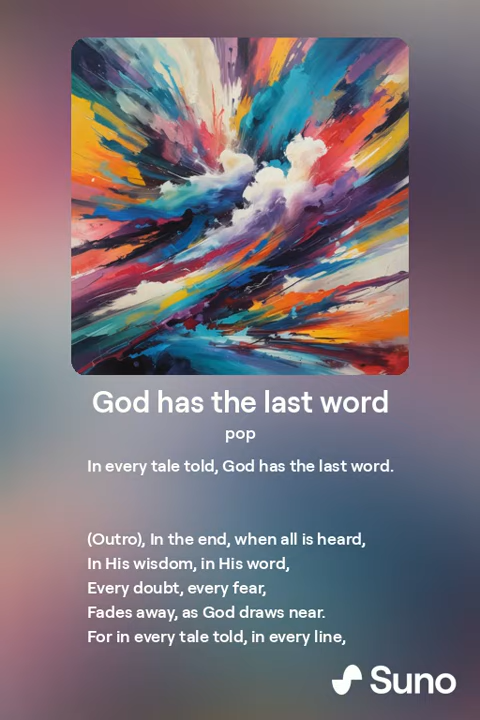 God has the last word
pop
In every tale told, God has the last word.
(Outro), In the end, when all is heard,
In His wisdom, in His word,
Every doubt, every fear,
Fades away, as God draws near.
For in every tale told, in every line,
Suno